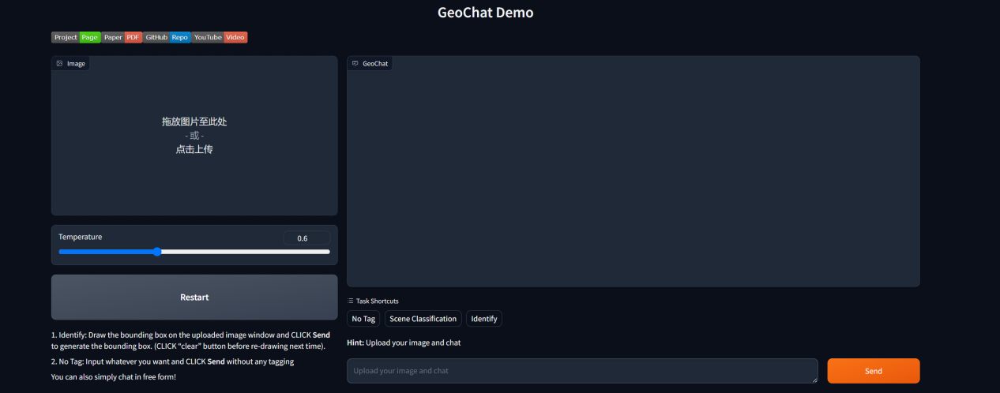 GeoChat Demo
Project Page Paper PDF GitHub Repo YouTube Video
Image
拖放图片至此处
- 或 -
点击上传
Temperature
0.6
Restart
1. Identify: Draw the bounding box on the uploaded image window and CLICK Send
to generate the bounding box. (CLICK “clear” button before re-drawing next time).
2. No Tag: Input whatever you want and CLICK Send without any tagging
You can also simply chat in free form!
GeoChat
Task Shortcuts
No Tag
Scene Classification
Identify
Hint: Upload your image and chat
Upload your image and chat
Send